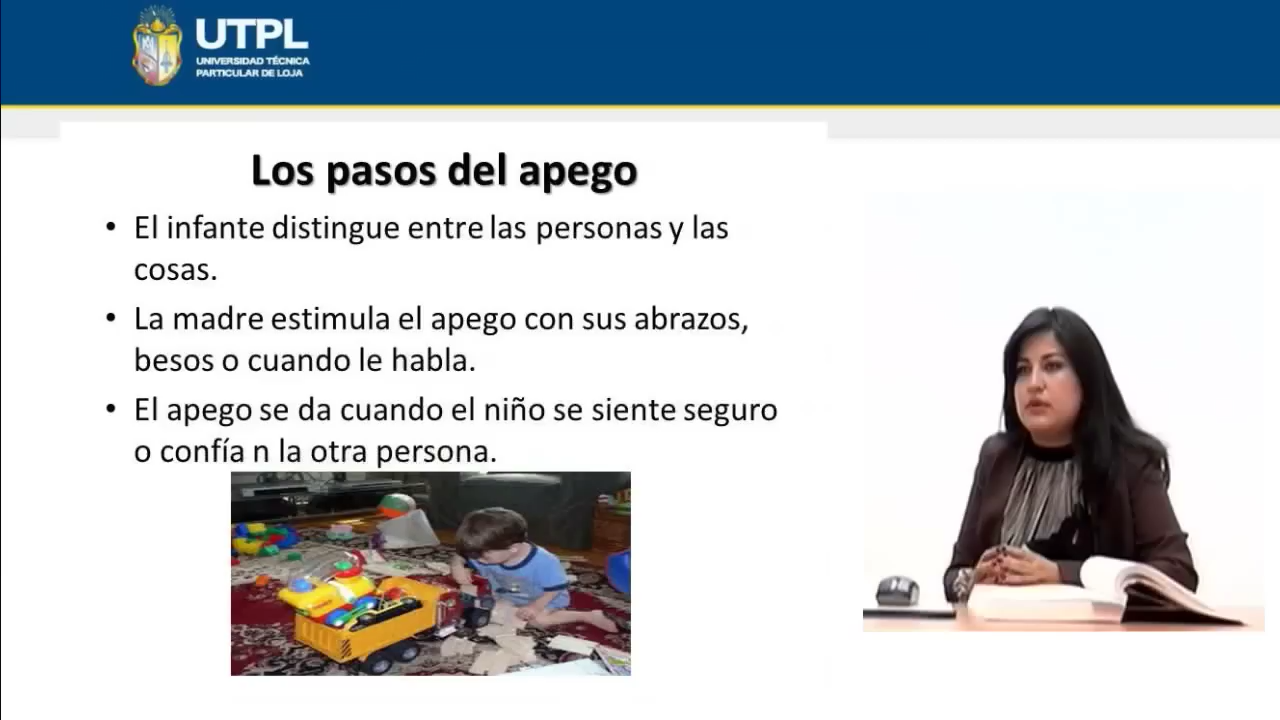 UTPL
UNIVERSIDAD TÉCNICA
PARTICULAR DE LOJA
Los pasos del apego
• El infante distingue entre las personas y las
cosas.
• La madre estimula el apego con sus abrazos,
besos o cuando le habla.
• El apego se da cuando el niño se siente seguro
o confía n la otra persona.